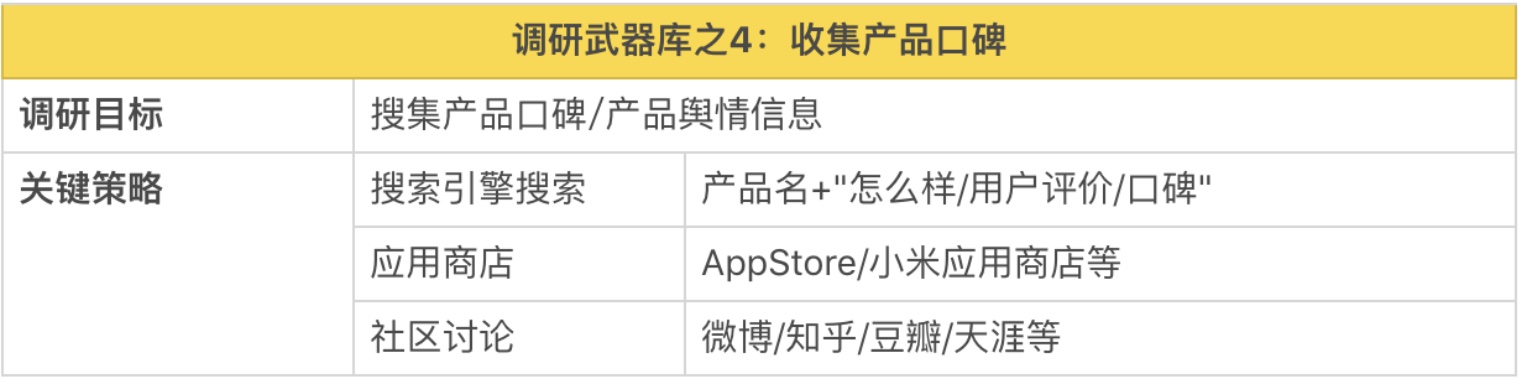 调研武器库之4：收集产品口碑
调研目标 搜集产品口碑/产品舆情信息
关键策略 搜索引擎搜索 产品名+"怎么样/用户评价/口碑"
应用商店 AppStore/小米应用商店等
社区讨论 微博/知乎/豆瓣/天涯等